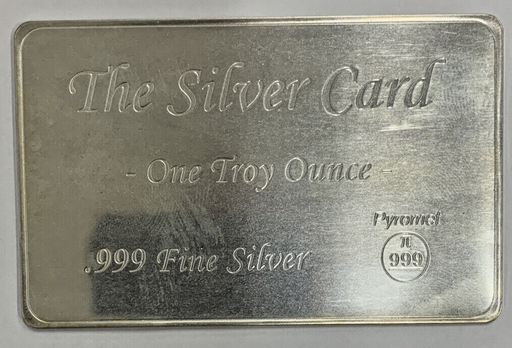 The Silver Card
- One Troy Ounce -
Pyromet
.999 Fine Silver
π
999